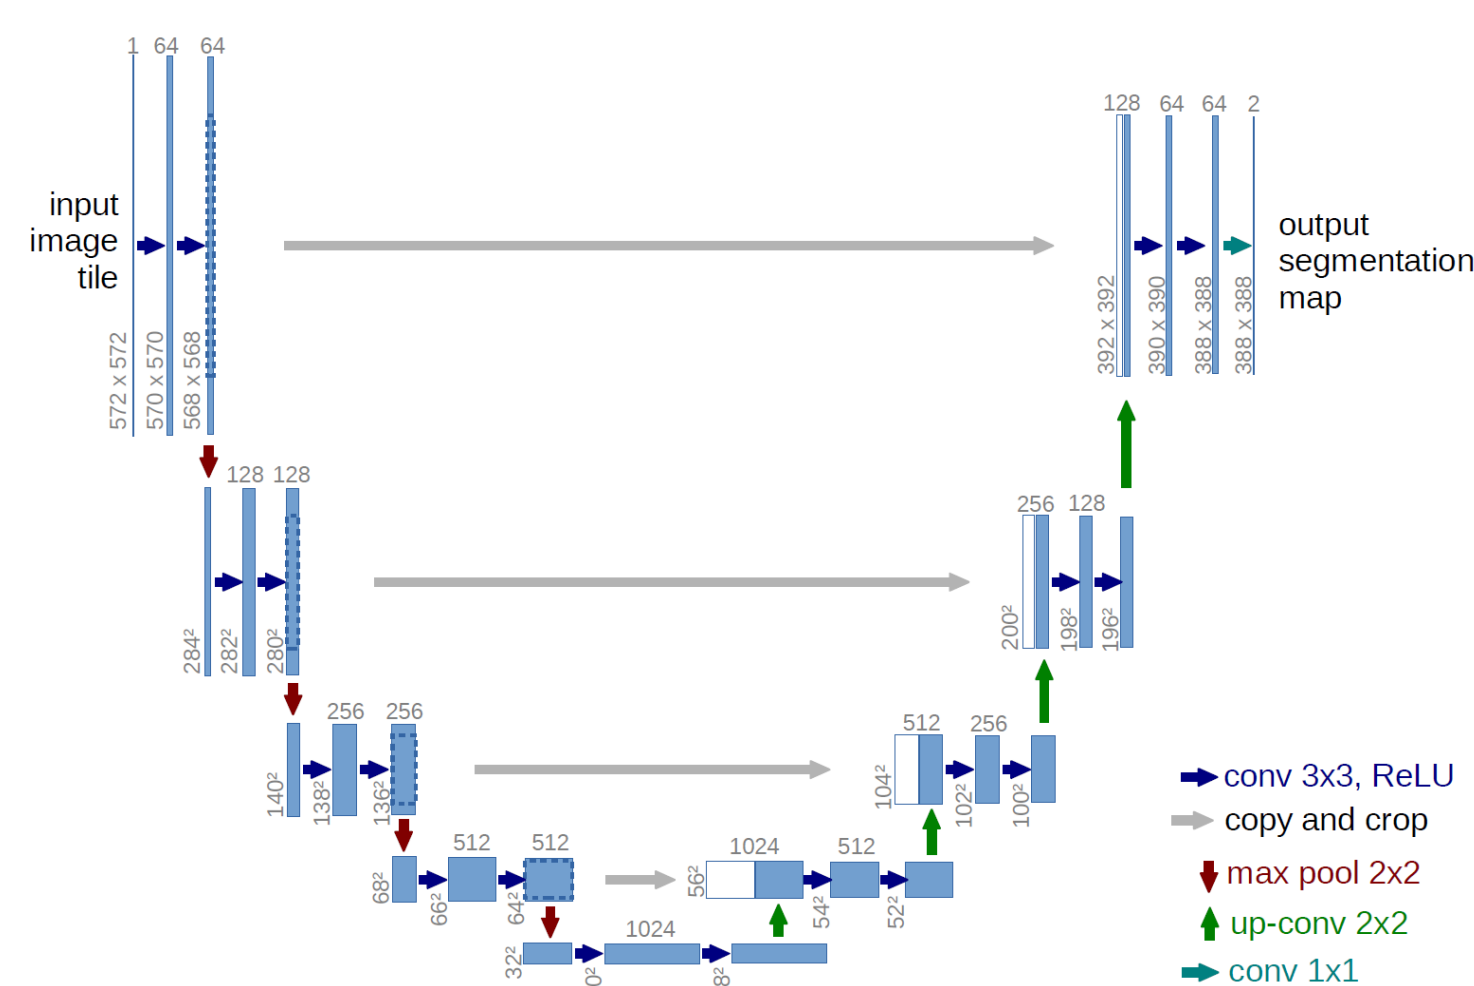 1 64 64
input
image
tile
572 x 572
570 x 570
568 x 568
128 64 64 2
392 x 392
390 x 390
388 x 388
388 x 388
output
segmentation
map
128 128
284²
282²
280²
256 128
200²
198²
196²
256 256
140²
138²
136²
512 256
104²
102²
100²
512 512
68²
66²
64²
1024 512
56²
54²
52²
1024
32²
0²
8²
conv 3x3, ReLU
copy and crop
max pool 2x2
up-conv 2x2
conv 1x1